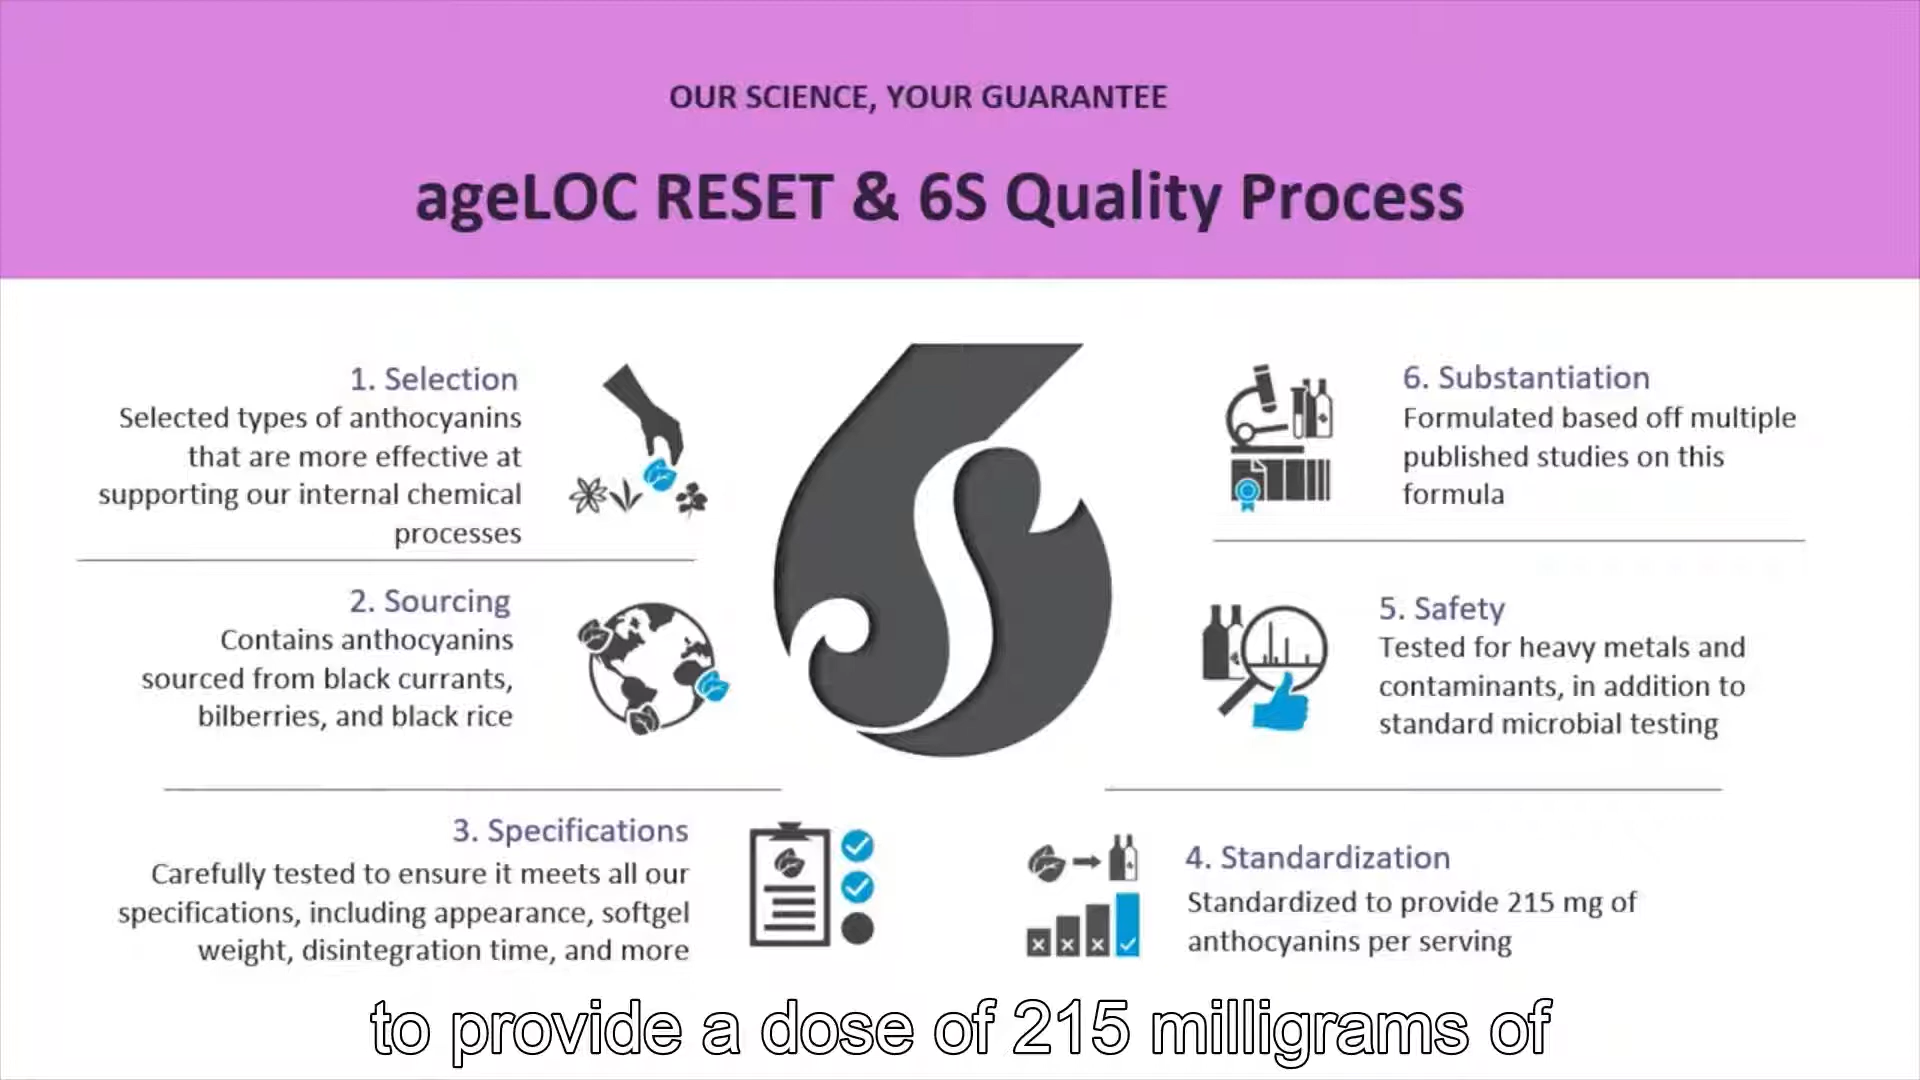 OUR SCIENCE, YOUR GUARANTEE
ageLOC RESET & 6S Quality Process
1. Selection
Selected types of anthocyanins
that are more effective at
supporting our internal chemical
processes
2. Sourcing
Contains anthocyanins
sourced from black currants,
bilberries, and black rice
3. Specifications
Carefully tested to ensure it meets all our
specifications, including appearance, softgel
weight, disintegration time, and more
6S
6. Substantiation
Formulated based off multiple
published studies on this
formula
5. Safety
Tested for heavy metals and
contaminants, in addition to
standard microbial testing
4. Standardization
Standardized to provide 215 mg of
anthocyanins per serving
to provide a dose of 215 milligrams of